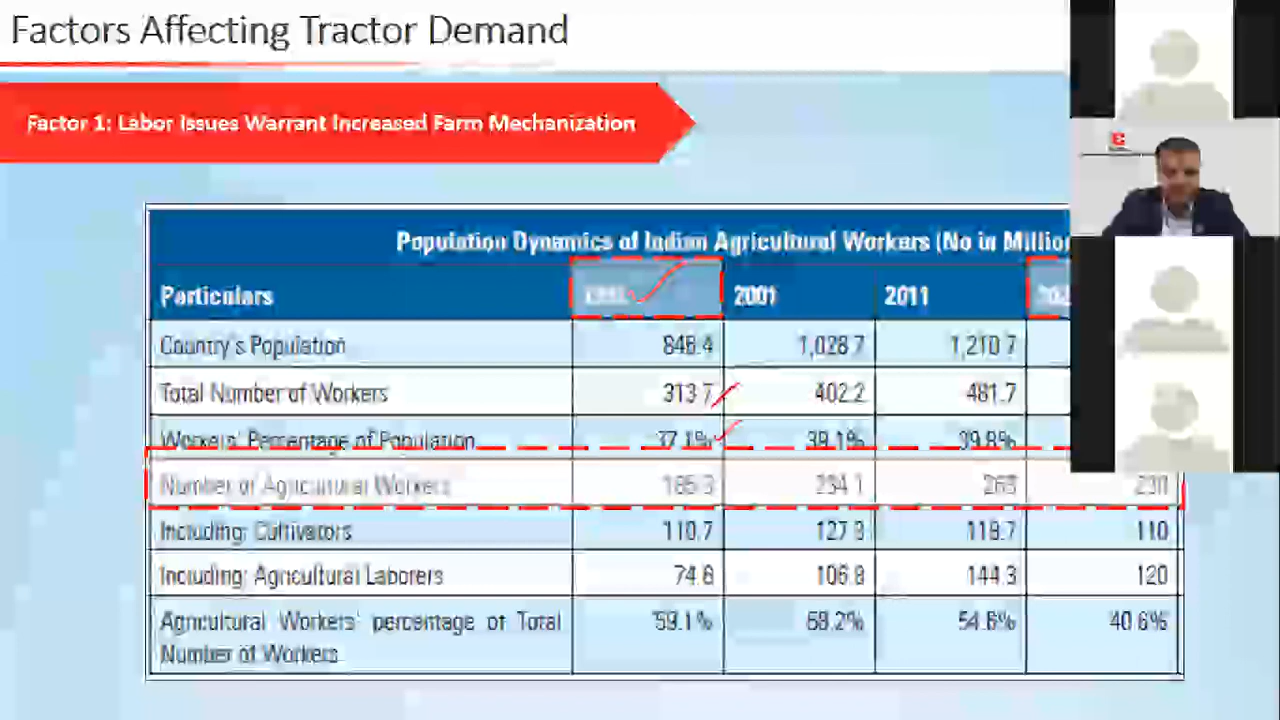 Factors Affecting Tractor Demand
Factor 1: Labor Issues Warrant Increased Farm Mechanization
Population Dynamics of Indian Agricultural Workers (No in Million
Particulars 2001 2011
Country's Population 846.4 1,028.7 1,210.7
Total Number of Workers 313.7 402.2 481.7
Workers' Percentage of Population 37.1% 39.1% 39.8%
Number of Agricultural Workers 185.3 234.1 263 230
Including: Cultivators 110.7 127.3 118.7 110
Including: Agricultural Laborers 74.6 106.8 144.3 120
Agricultural Workers' percentage of Total 59.1% 58.2% 54.6% 40.6%
Number of Workers